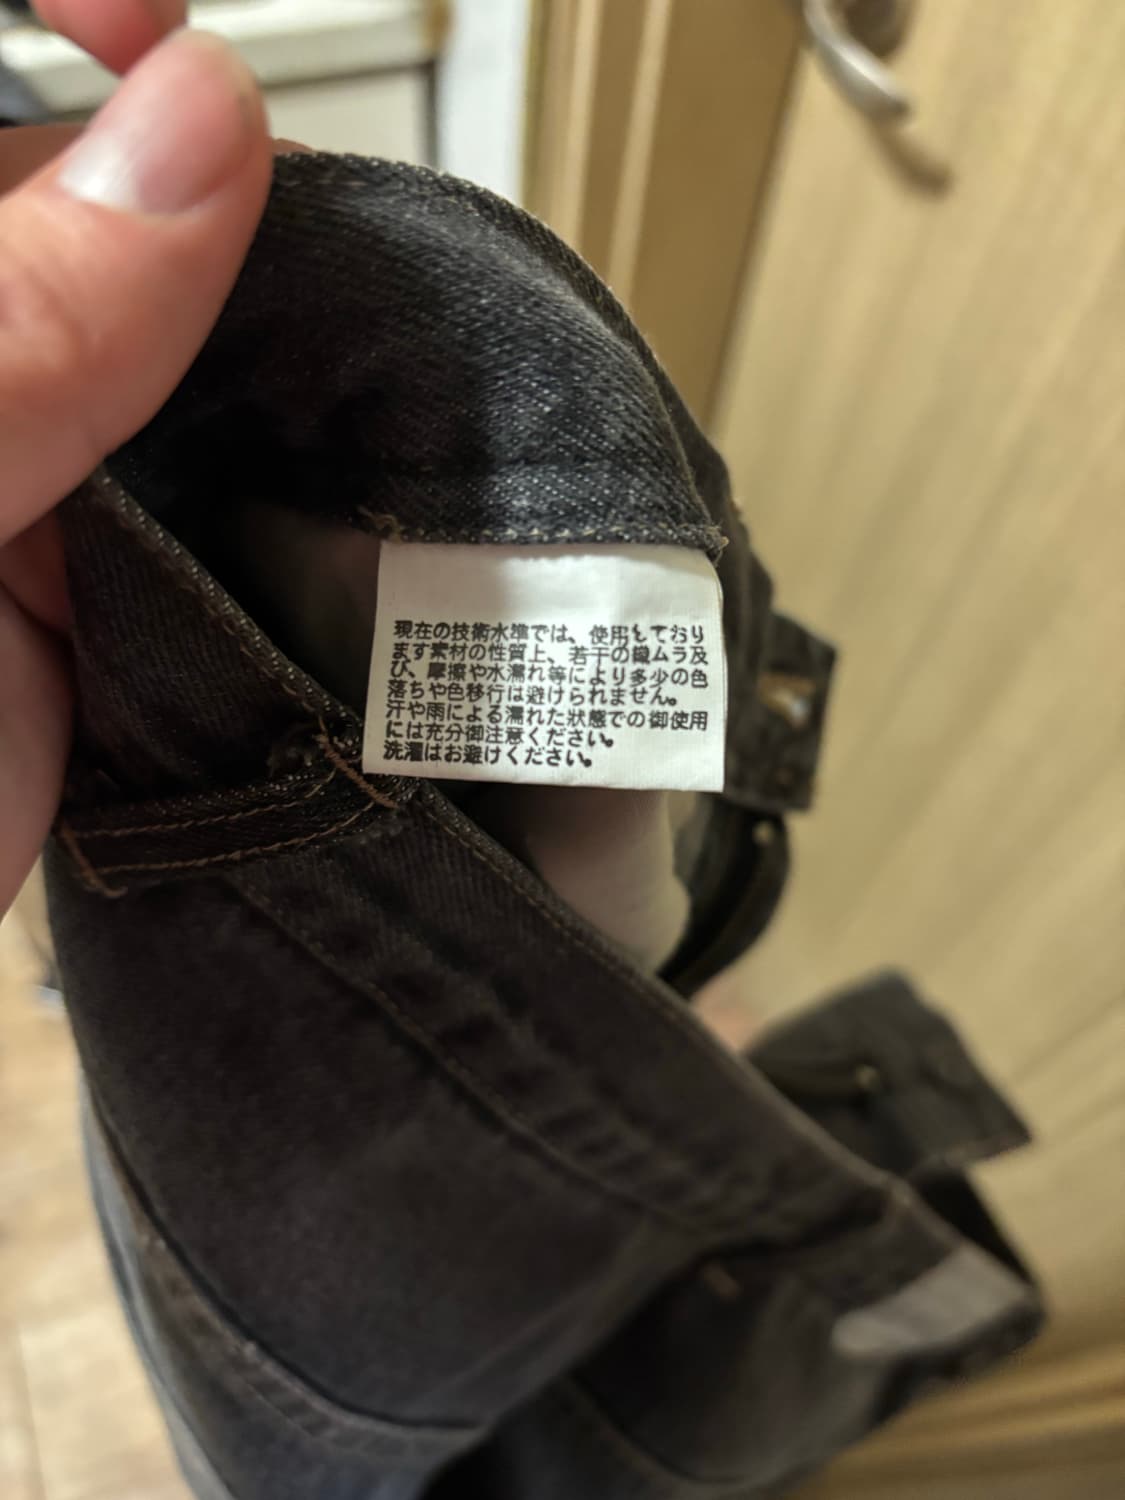 現在の技術水準では、使用しており
ます素材の性質上、若干の織ムラ及
び、摩擦や水濡れ等により多少の色
落ちや色移行は避けられません。
汗や雨による濡れた状態での御使用
には充分御注意ください。
洗濯はお避けください。